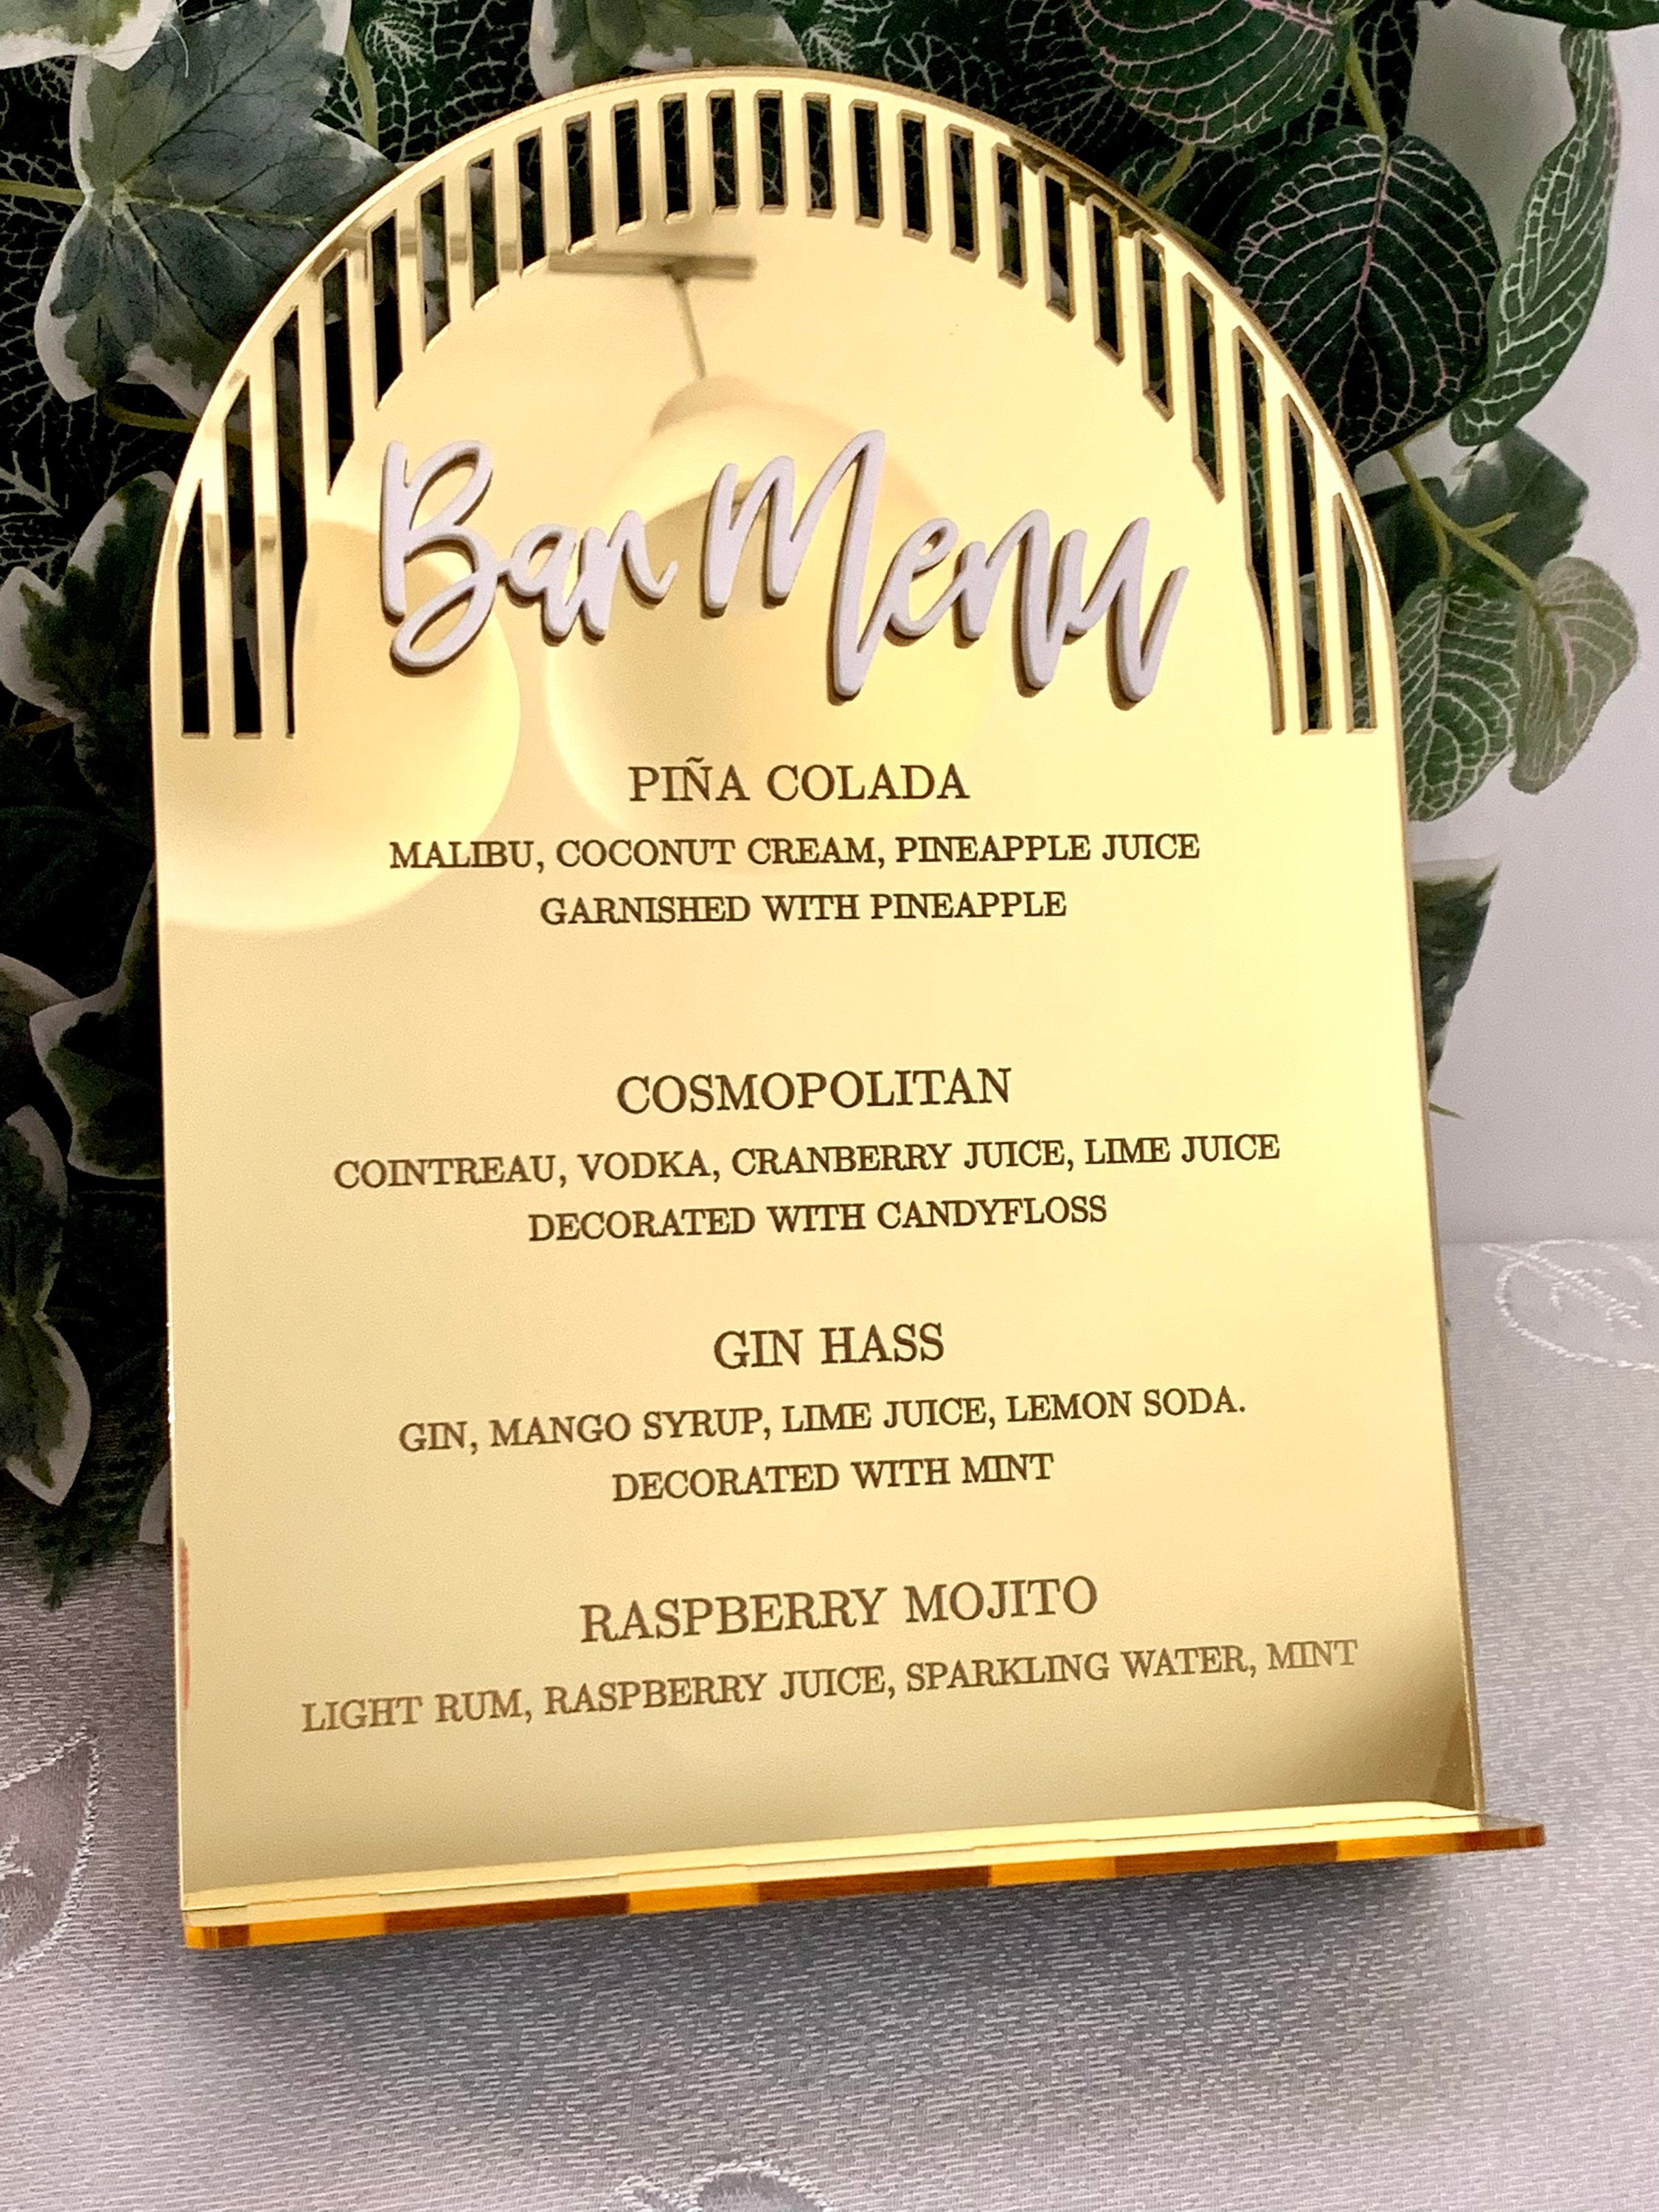 Bar Menu
PIÑA COLADA
MALIBU, COCONUT CREAM, PINEAPPLE JUICE
GARNISHED WITH PINEAPPLE
COSMOPOLITAN
COINTREAU, VODKA, CRANBERRY JUICE, LIME JUICE
DECORATED WITH CANDYFLOSS
GIN HASS
GIN, MANGO SYRUP, LIME JUICE, LEMON SODA.
DECORATED WITH MINT
RASPBERRY MOJITO
LIGHT RUM, RASPBERRY JUICE, SPARKLING WATER, MINT